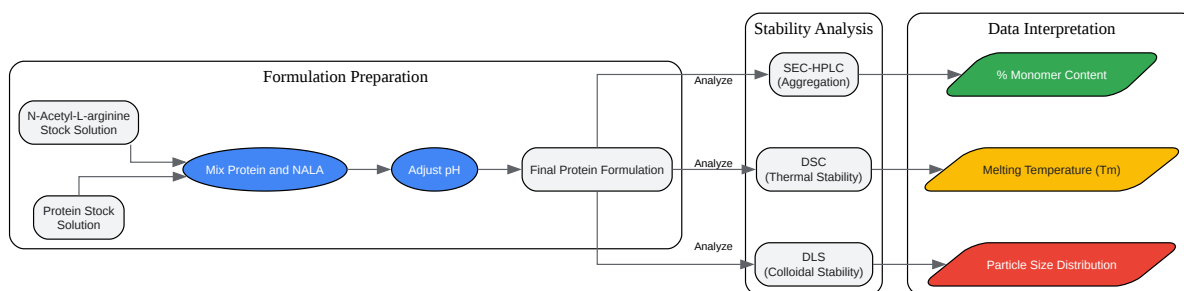 Formulation Preparation
N-Acetyl-L-arginine
Stock Solution
Protein Stock
Solution
Mix Protein and NALA
Adjust pH
Final Protein Formulation
Analyze
Analyze
Analyze
Stability Analysis
SEC-HPLC
(Aggregation)
DSC
(Thermal Stability)
DLS
(Colloidal Stability)
Data Interpretation
% Monomer Content
Melting Temperature (Tm)
Particle Size Distribution